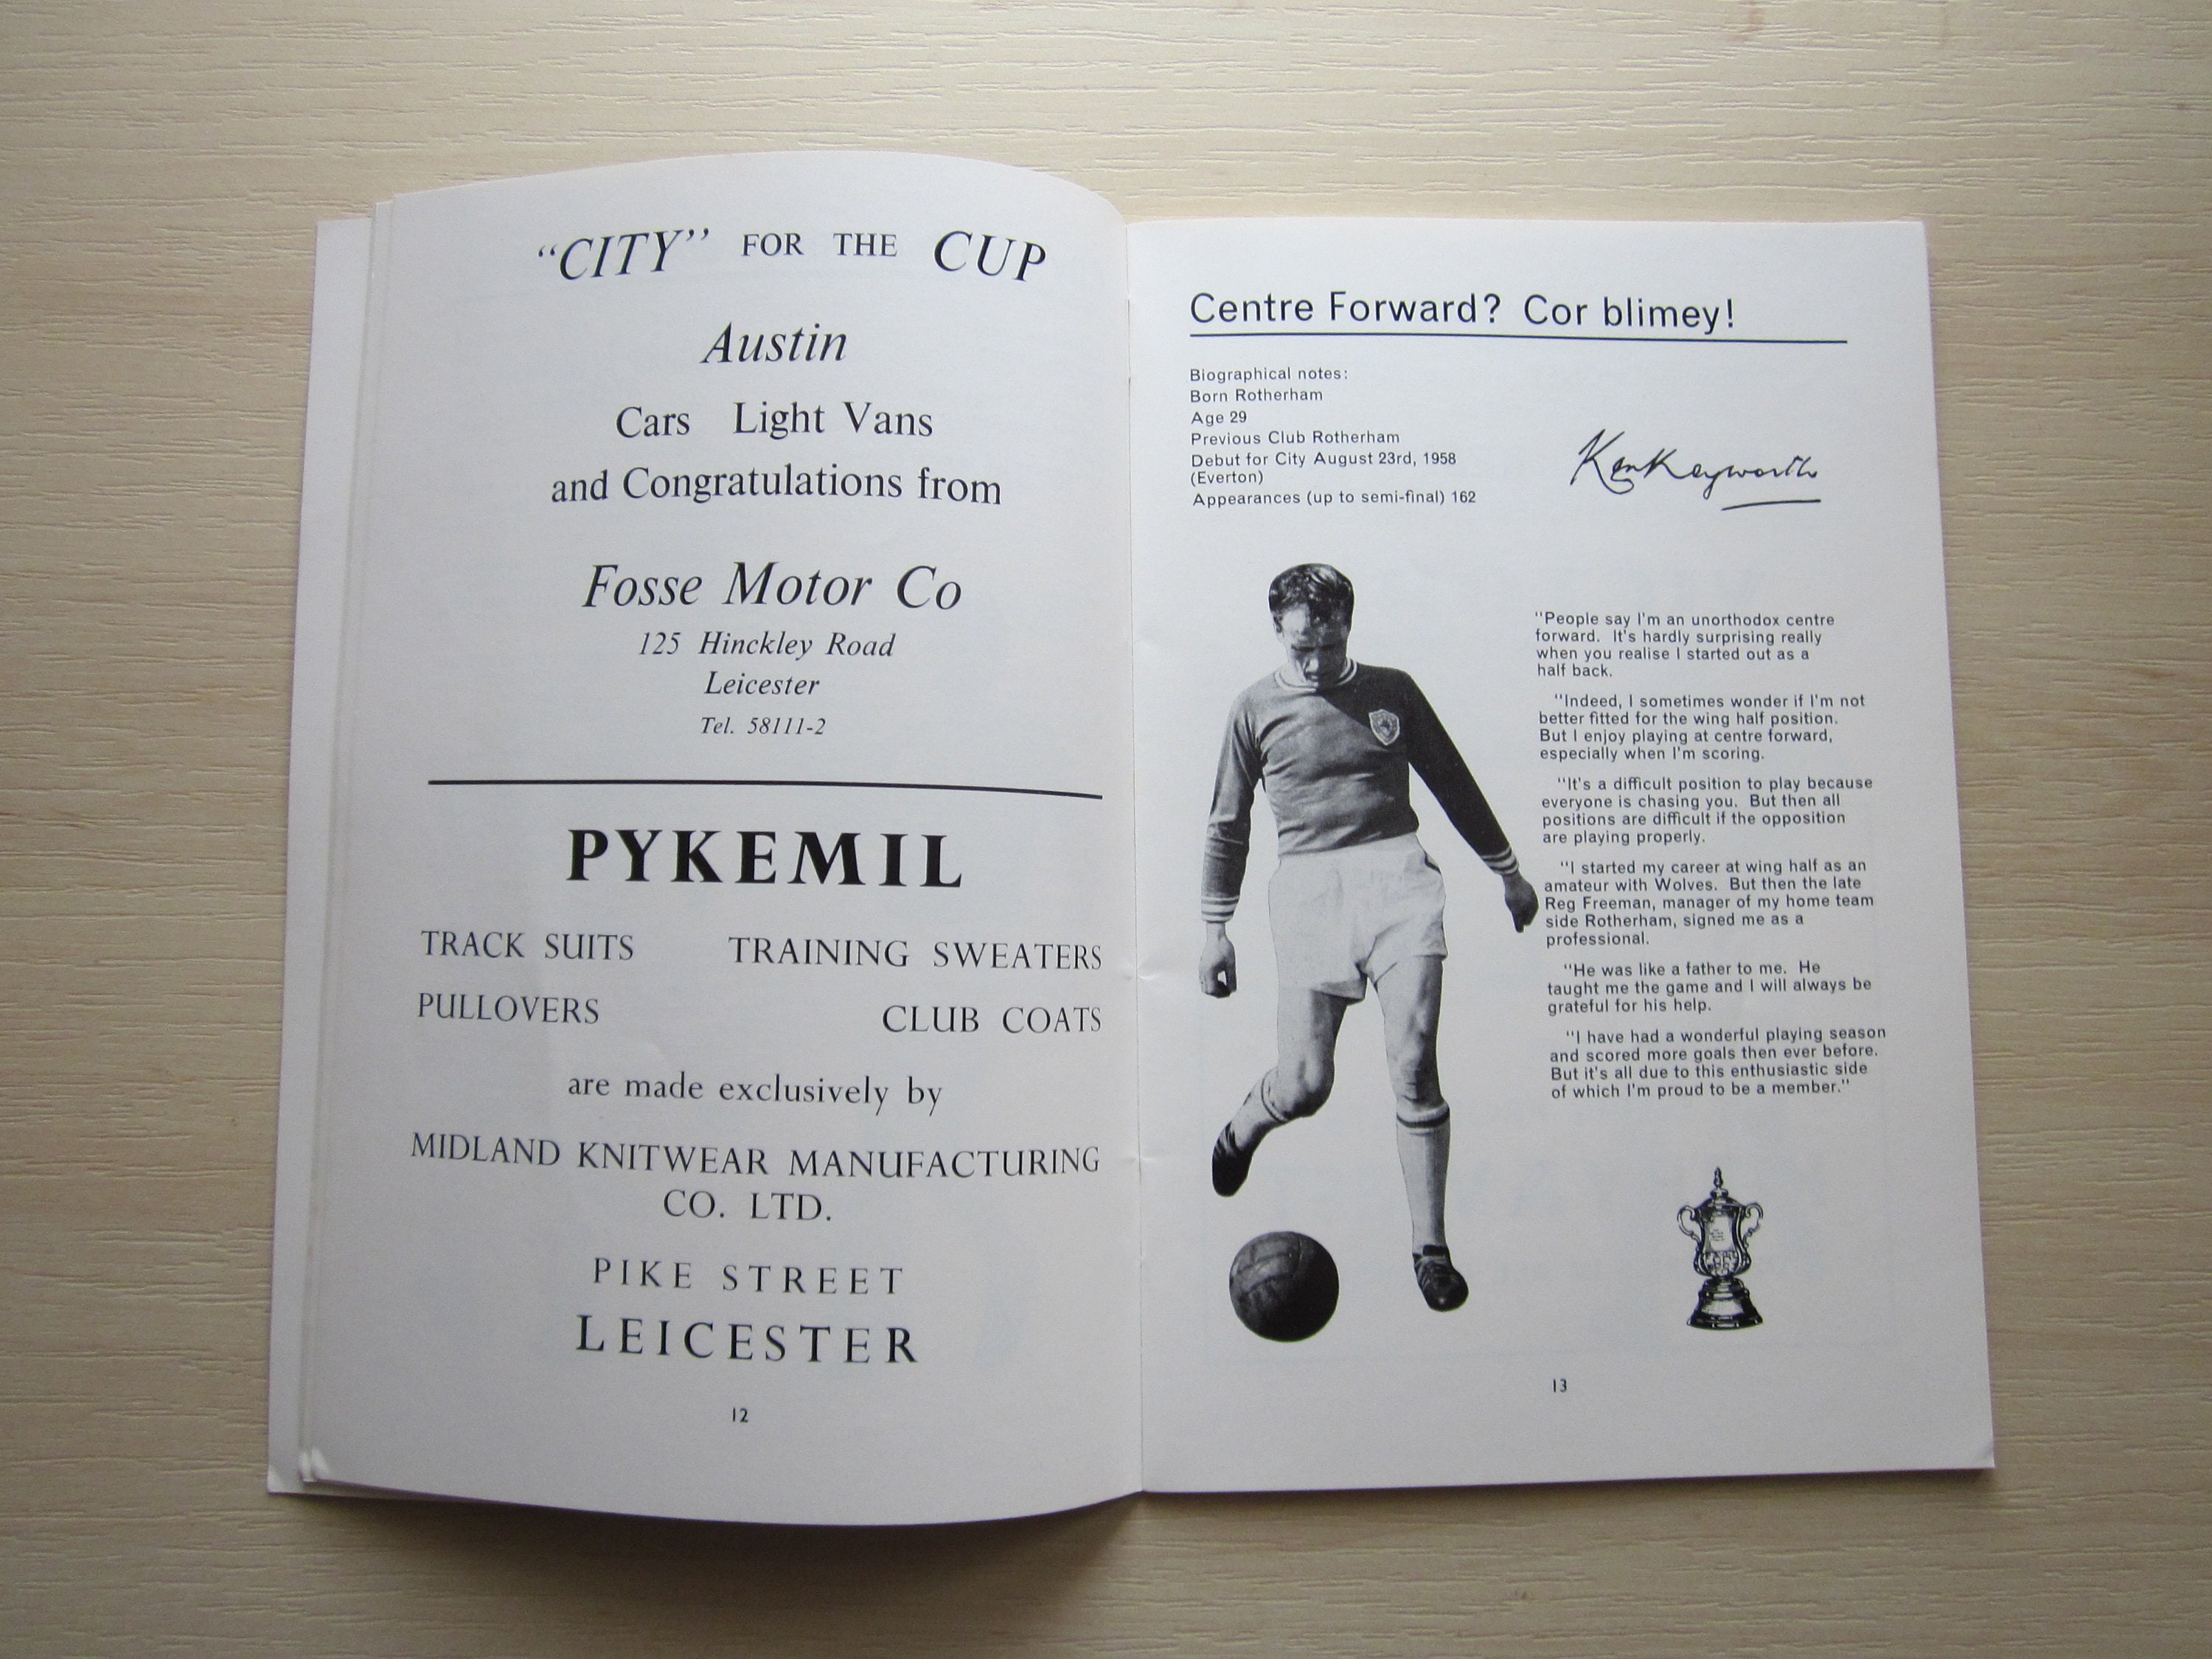 "CITY" FOR THE CUP
Austin
Cars Light Vans
and Congratulations from
Fosse Motor Co
125 Hinckley Road
Leicester
Tel. 58111-2
PYKEMIL
TRACK SUITS TRAINING SWEATERS
PULLOVERS CLUB COATS
are made exclusively by
MIDLAND KNITWEAR MANUFACTURING
CO. LTD.
PIKE STREET
LEICESTER
12
Centre Forward? Cor blimey!
Biographical notes:
Born Rotherham
Age 29
Previous Club Rotherham
Debut for City August 23rd, 1958
(Everton)
Appearances (up to semi-final) 162
Ken Keyworth
"People say I'm an unorthodox centre
forward. It's hardly surprising really
when you realise I started out as a
half back.
"Indeed, I sometimes wonder if I'm not
better fitted for the wing half position.
But I enjoy playing at centre forward,
especially when I'm scoring.
"It's a difficult position to play because
everyone is chasing you. But then all
positions are difficult if the opposition
are playing properly.
"I started my career at wing half as an
amateur with Wolves. But then the late
Reg Freeman, manager of my home team
side Rotherham, signed me as a
professional.
"He was like a father to me. He
taught me the game and I will always be
grateful for his help.
"I have had a wonderful playing season
and scored more goals then ever before.
But it's all due to this enthusiastic side
of which I'm proud to be a member."
13